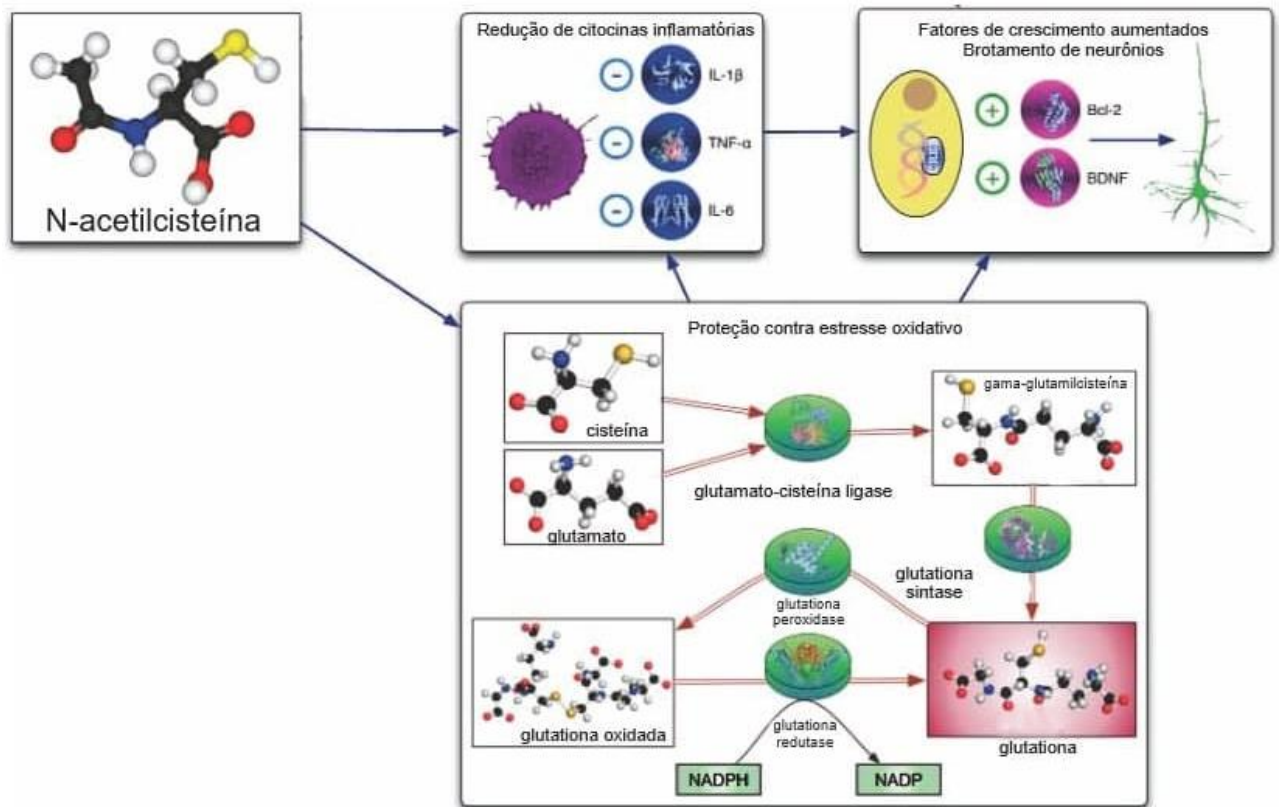 N-acetilcisteína
Redução de citocinas inflamatórias
- IL-1β
- TNF-α
- IL-6
Fatores de crescimento aumentados
Brotamento de neurônios
+ Bcl-2
+ BDNF
Proteção contra estresse oxidativo
cisteína
glutamato
glutamato-cisteína ligase
gama-glutamilcisteína
glutationa
sintase
glutationa
peroxidase
glutationa oxidada
glutationa
redutase
glutationa
NADPH
NADP